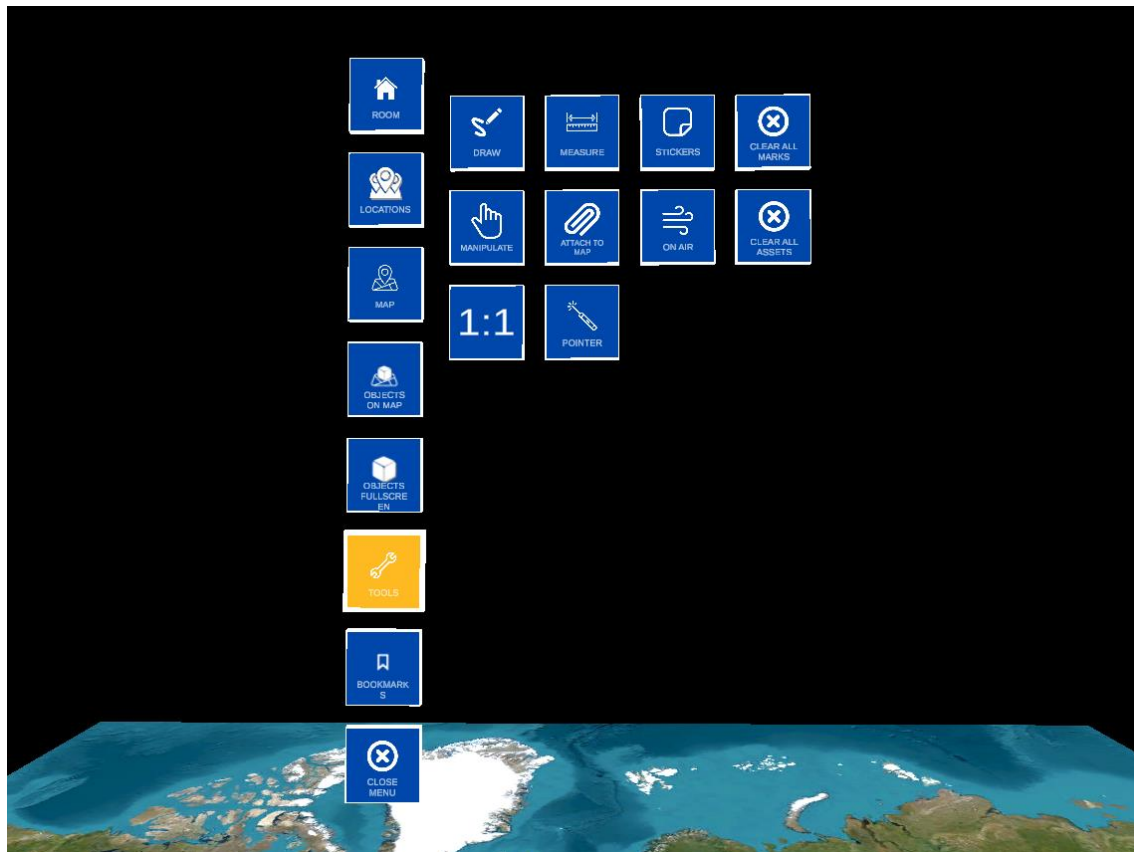 ROOM
LOCATIONS
MAP
OBJECTS
ON MAP
OBJECTS
FULLSCRE
EN
TOOLS
BOOKMARK
S
CLOSE
MENU
DRAW
MEASURE
STICKERS
CLEAR ALL
MARKS
MANIPULATE
ATTACH TO
MAP
ON AIR
CLEAR ALL
ASSETS
1:1
POINTER